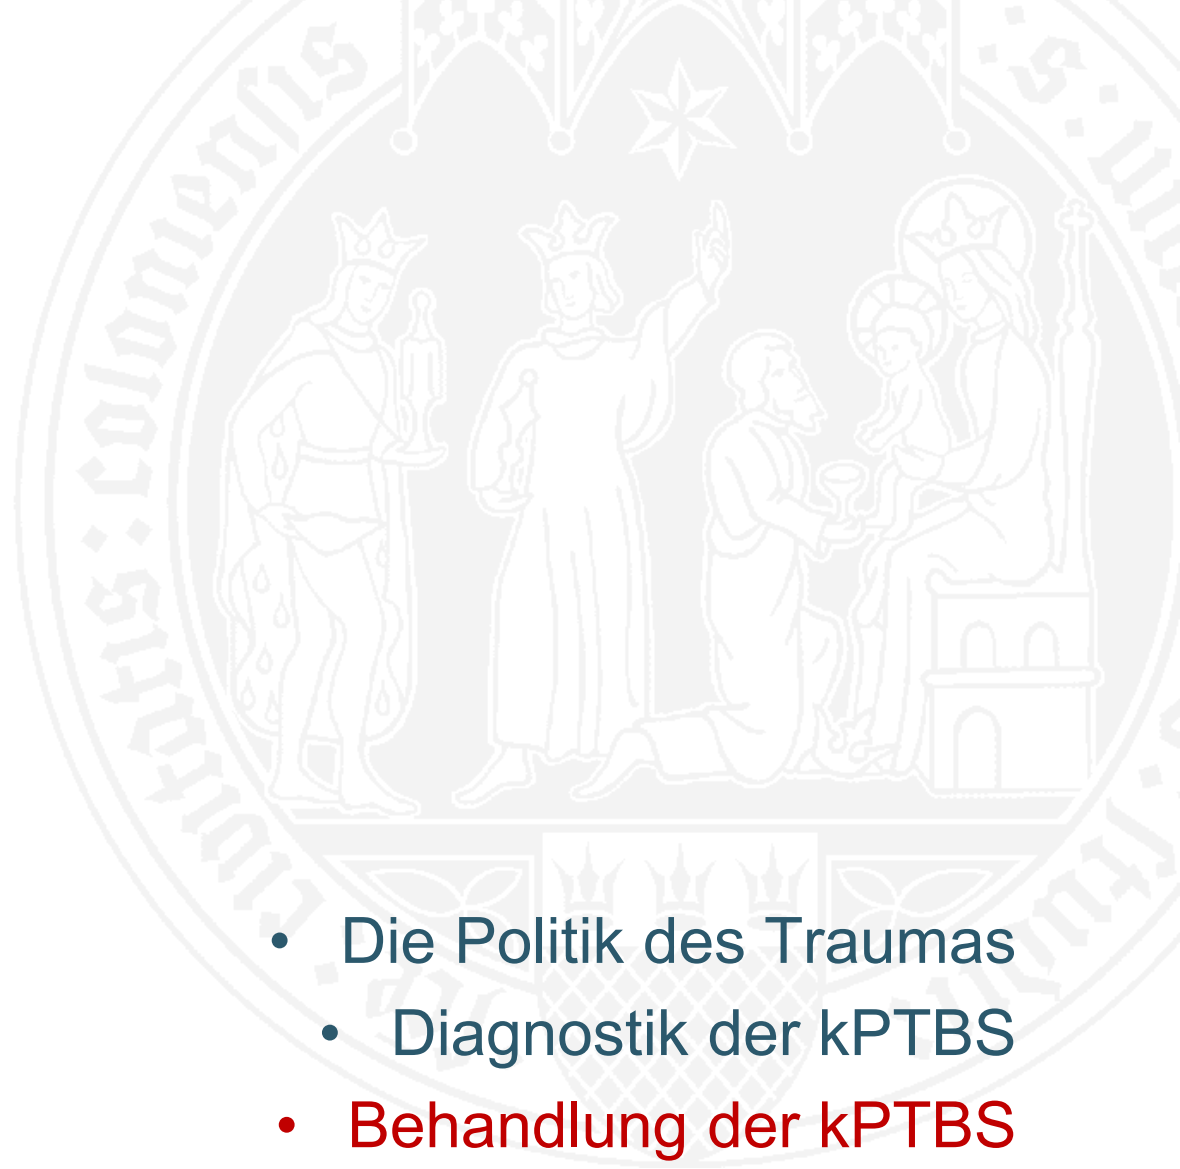 • Die Politik des Traumas
• Diagnostik der kPTBS
• Behandlung der kPTBS